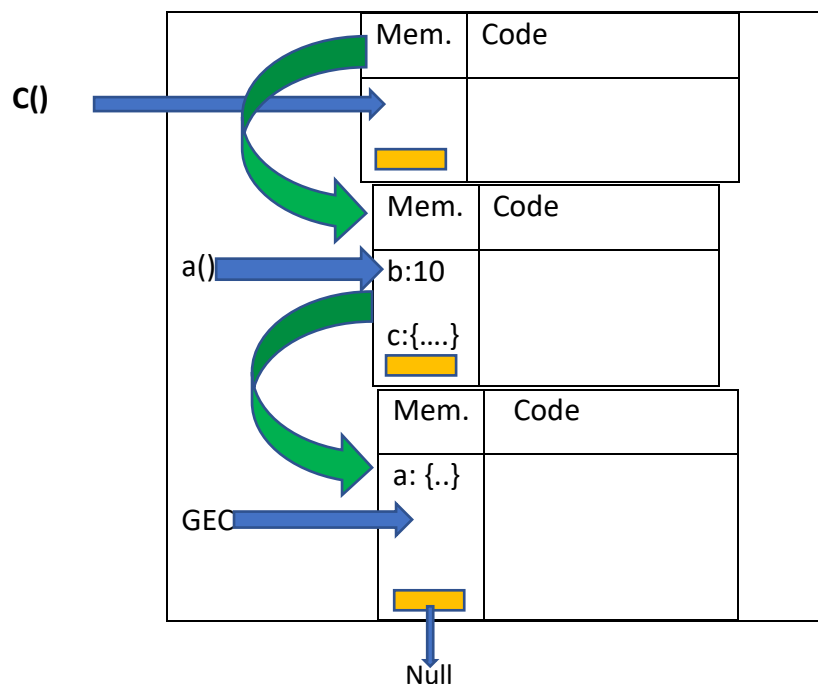 Mem. Code
C()
Mem. Code
a() b:10
c:{....}
Mem. Code
a: {..}
GEC
Null